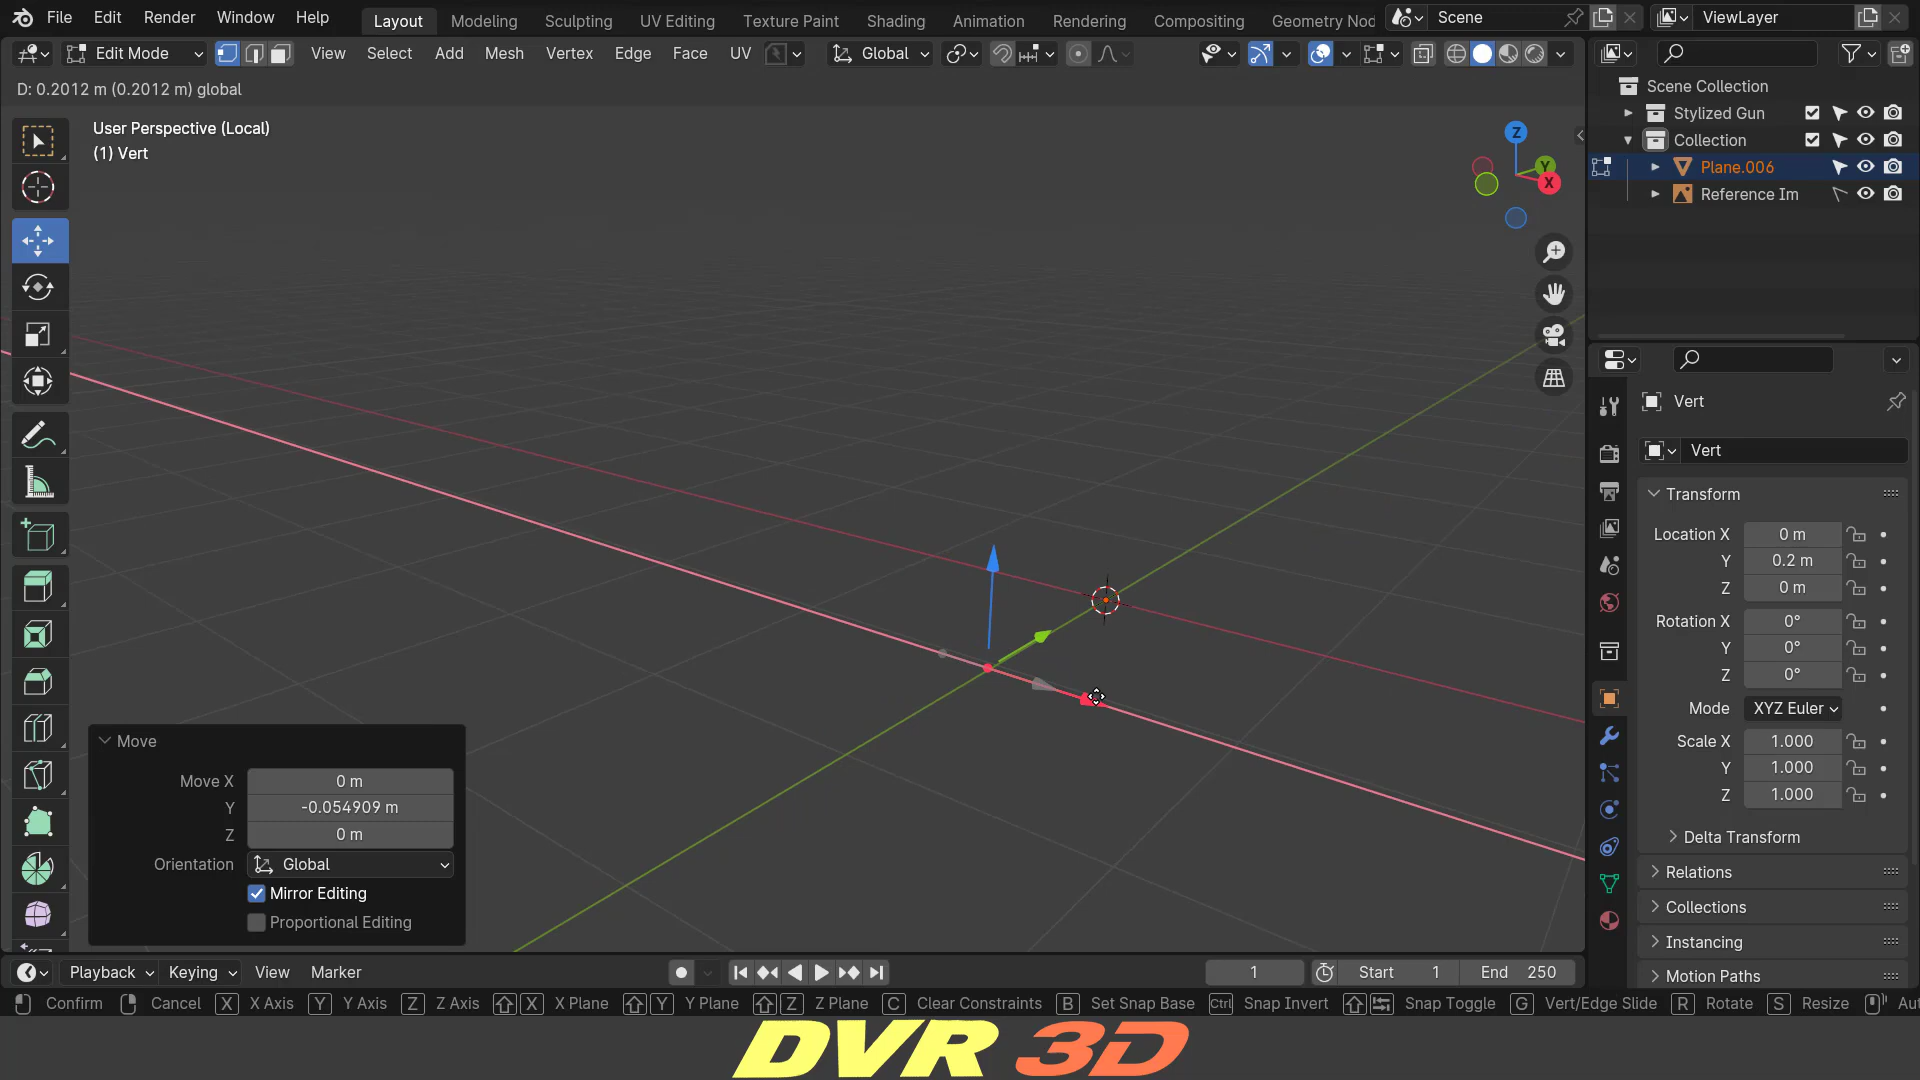 File Edit Render Window Help Layout Modeling Sculpting UV Editing Texture Paint Shading Animation Rendering Compositing Geometry Nod Scene ViewLayer
Edit Mode View Select Add Mesh Vertex Edge Face UV Global
D: 0.2012 m (0.2012 m) global
User Perspective (Local)
(1) Vert
Z
Y
X
Scene Collection
Stylized Gun
Collection
Plane.006
Reference Im
Vert
Vert
Transform
Location X 0 m
Y 0.2 m
Z 0 m
Rotation X 0°
Y 0°
Z 0°
Mode XYZ Euler
Scale X 1.000
Y 1.000
Z 1.000
Delta Transform
Relations
Collections
Instancing
Motion Paths
Move
Move X 0 m
Y -0.054909 m
Z 0 m
Orientation Global
Mirror Editing
Proportional Editing
Playback Keying View Marker 1 Start 1 End 250
Confirm Cancel X X Axis Y Y Axis Z Z Axis X X Plane Y Y Plane Z Z Plane C Clear Constraints B Set Snap Base Ctrl Snap Invert Snap Toggle G Vert/Edge Slide R Rotate S Resize Au
DVR 3D